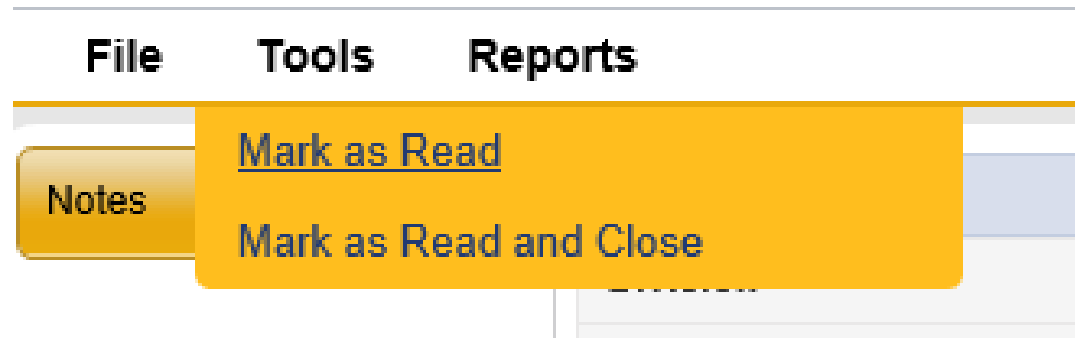 File Tools Reports
Mark as Read
Notes
Mark as Read and Close